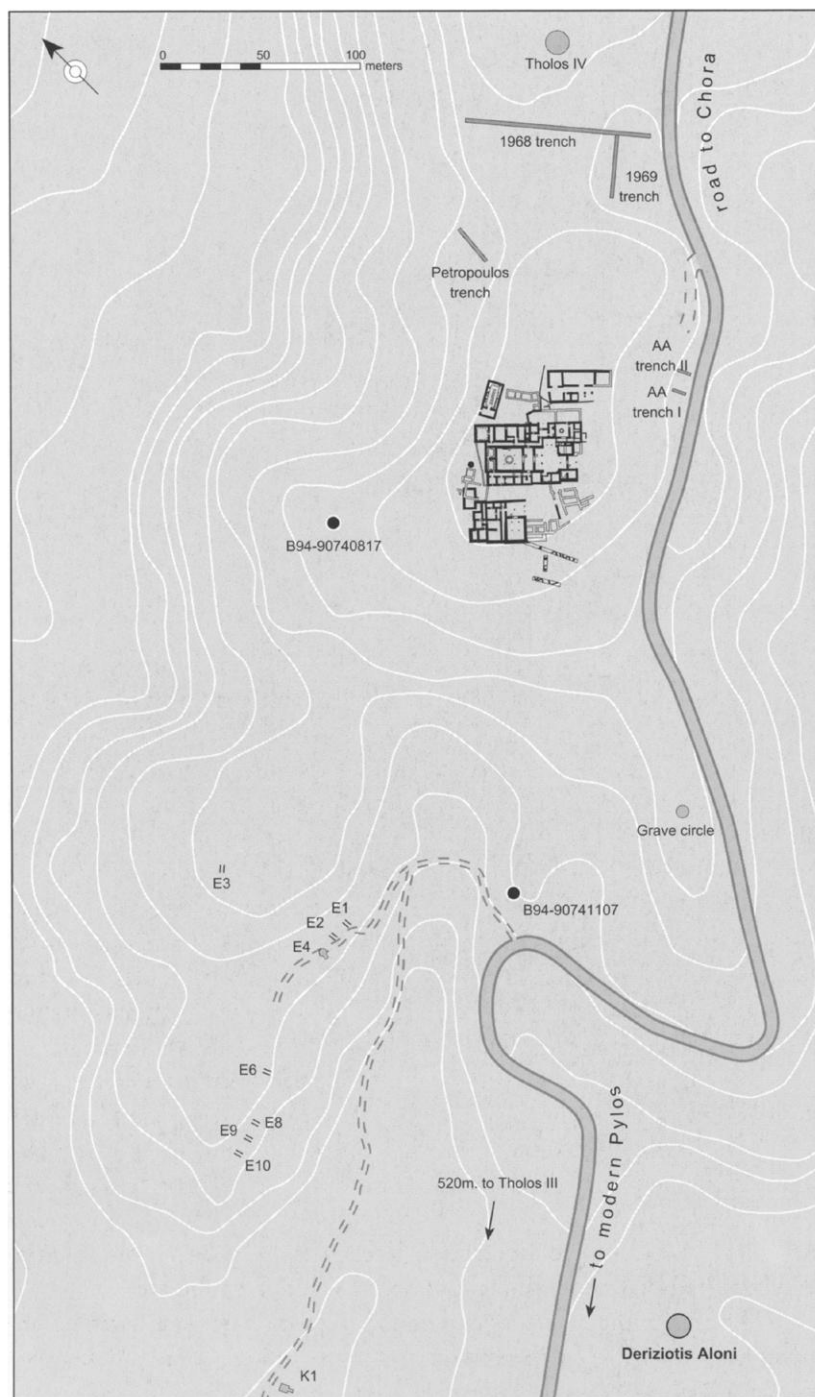 0 50 100
meters
Tholos IV
road to Chora
1968 trench
1969
trench
Petropoulos
trench
AA
trench II
AA
trench I
B94-90740817
Grave circle
E3
E1
E2
B94-90741107
E4
E6
E8
E9
E10
520m. to Tholos III
to modern Pylos
Deriziotis Aloni
K1